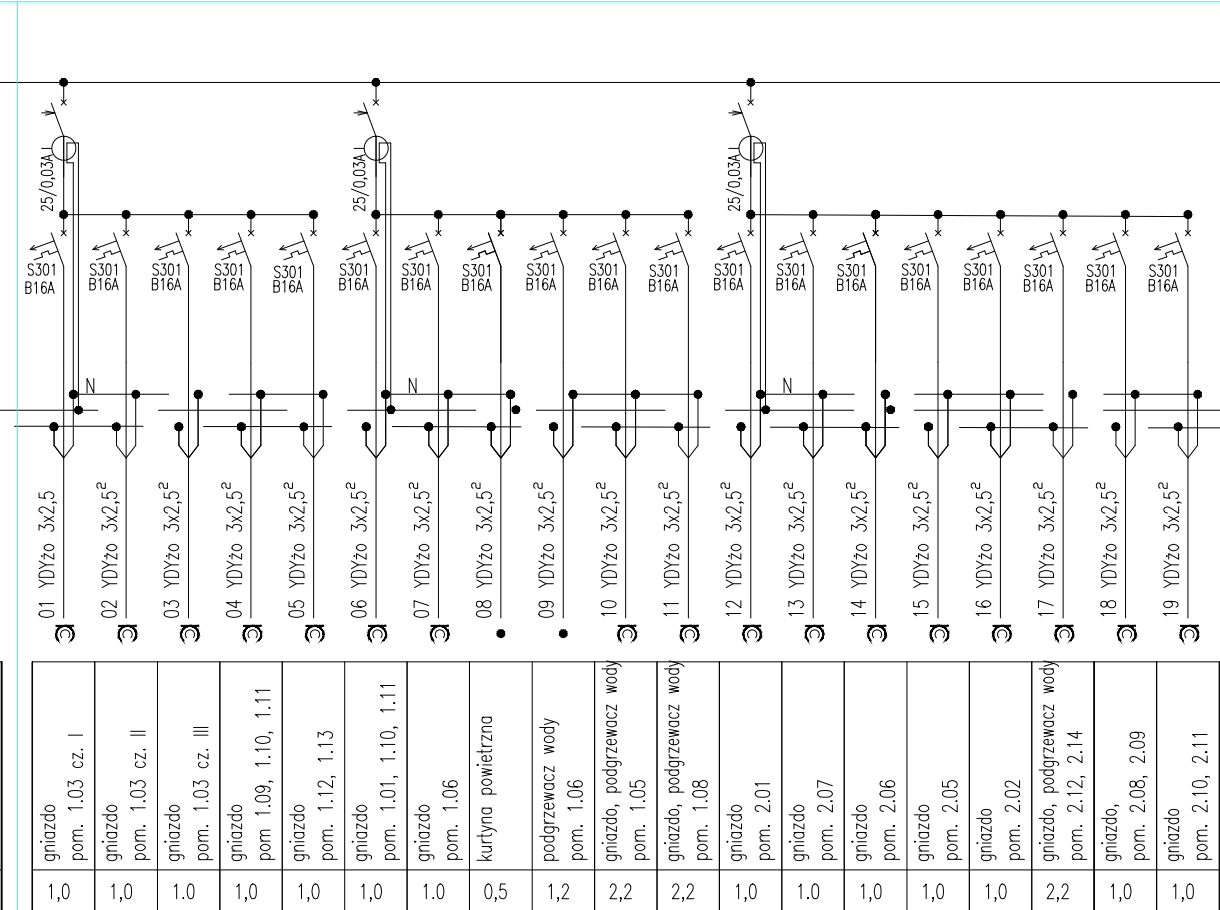 25/0,03A
25/0,03A
25/0,03A
S301
B16A
S301
B16A
S301
B16A
S301
B16A
S301
B16A
S301
B16A
S301
B16A
S301
B16A
S301
B16A
S301
B16A
S301
B16A
S301
B16A
S301
B16A
S301
B16A
S301
B16A
S301
B16A
S301
B16A
S301
B16A
S301
B16A
N
N
N
01 YDYżo 3x2,5
02 YDYżo 3x2,5²
03 YDYżo 3x2,5²
04 YDYżo 3x2,5²
05 YDYżo 3x2,5²
06 YDYżo 3x2,5²
07 YDYżo 3x2,5²
08 YDYżo 3x2,5²
09 YDYżo 3x2,5²
10 YDYżo 3x2,5²
11 YDYżo 3x2,5²
12 YDYżo 3x2,5²
13 YDYżo 3x2,5²
14 YDYżo 3x2,5²
15 YDYżo 3x2,5²
16 YDYżo 3x2,5²
17 YDYżo 3x2,5²
18 YDYżo 3x2,5²
19 YDYżo 3x2,5²
gniazdo
pom. 1.03 cz. I
gniazdo
pom. 1.03 cz. II
gniazdo
pom. 1.03 cz. III
gniazdo
pom 1.09, 1.10, 1.11
gniazdo
pom. 1.12, 1.13
gniazdo
pom. 1.01, 1.10, 1.11
gniazdo
pom. 1.06
kurtyna powietrzna
podgrzewacz wody
pom. 1.06
gniazdo, podgrzewacz wody
pom. 1.05
gniazdo, podgrzewacz wody
pom. 1.08
gniazdo
pom. 2.01
gniazdo
pom. 2.07
gniazdo
pom. 2.06
gniazdo
pom. 2.05
gniazdo
pom. 2.02
gniazdo, podgrzewacz wody
pom. 2.12, 2.14
gniazdo,
pom. 2.08, 2.09
gniazdo
pom. 2.10, 2.11
1,0
1,0
1.0
1,0
1,0
1,0
1.0
0,5
1,2
2,2
2,2
1,0
1.0
1,0
1,0
1,0
2,2
1,0
1,0